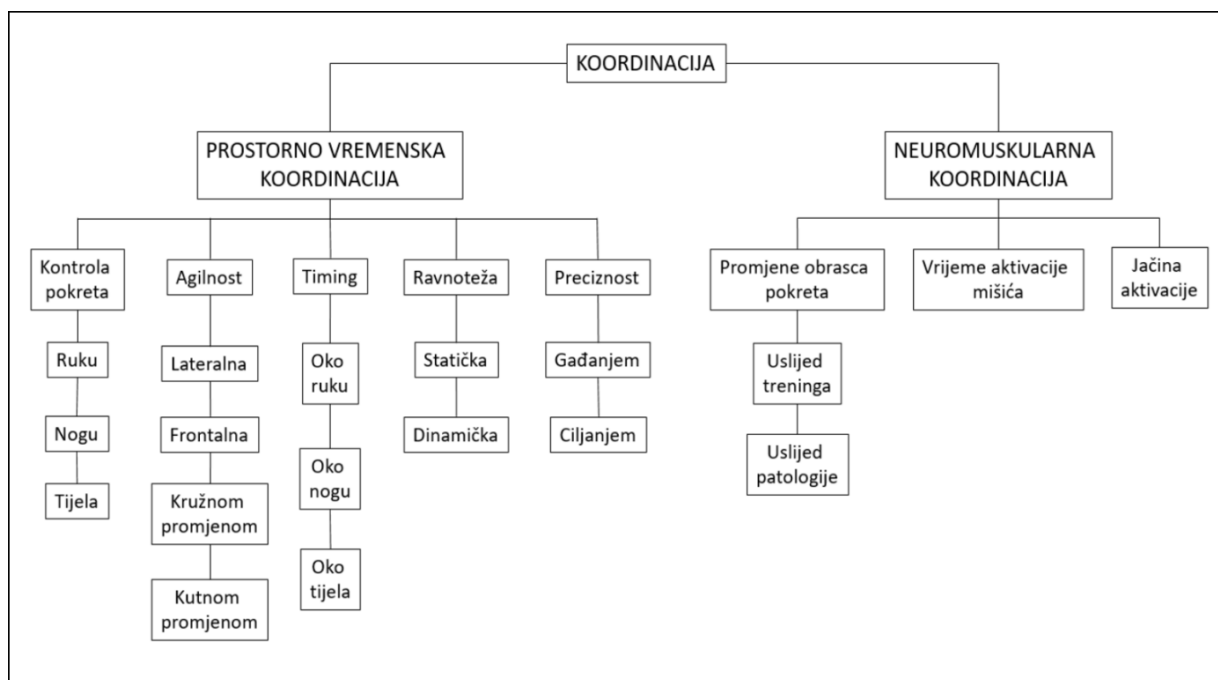 KOORDINACIJA
PROSTORNO VREMENSKA
KOORDINACIJA
NEUROMUSKULARNA
KOORDINACIJA
Kontrola
pokreta
Agilnost
Timing
Ravnoteža
Preciznost
Promjene obrasca
pokreta
Vrijeme aktivacije
mišića
Jačina
aktivacije
Ruku
Lateralna
Oko
ruku
Statička
Gađanjem
Uslijed
treninga
Nogu
Frontalna
Oko
nogu
Dinamička
Ciljanjem
Uslijed
patologije
Tijela
Kružnom
promjenom
Oko
tijela
Kutnom
promjenom